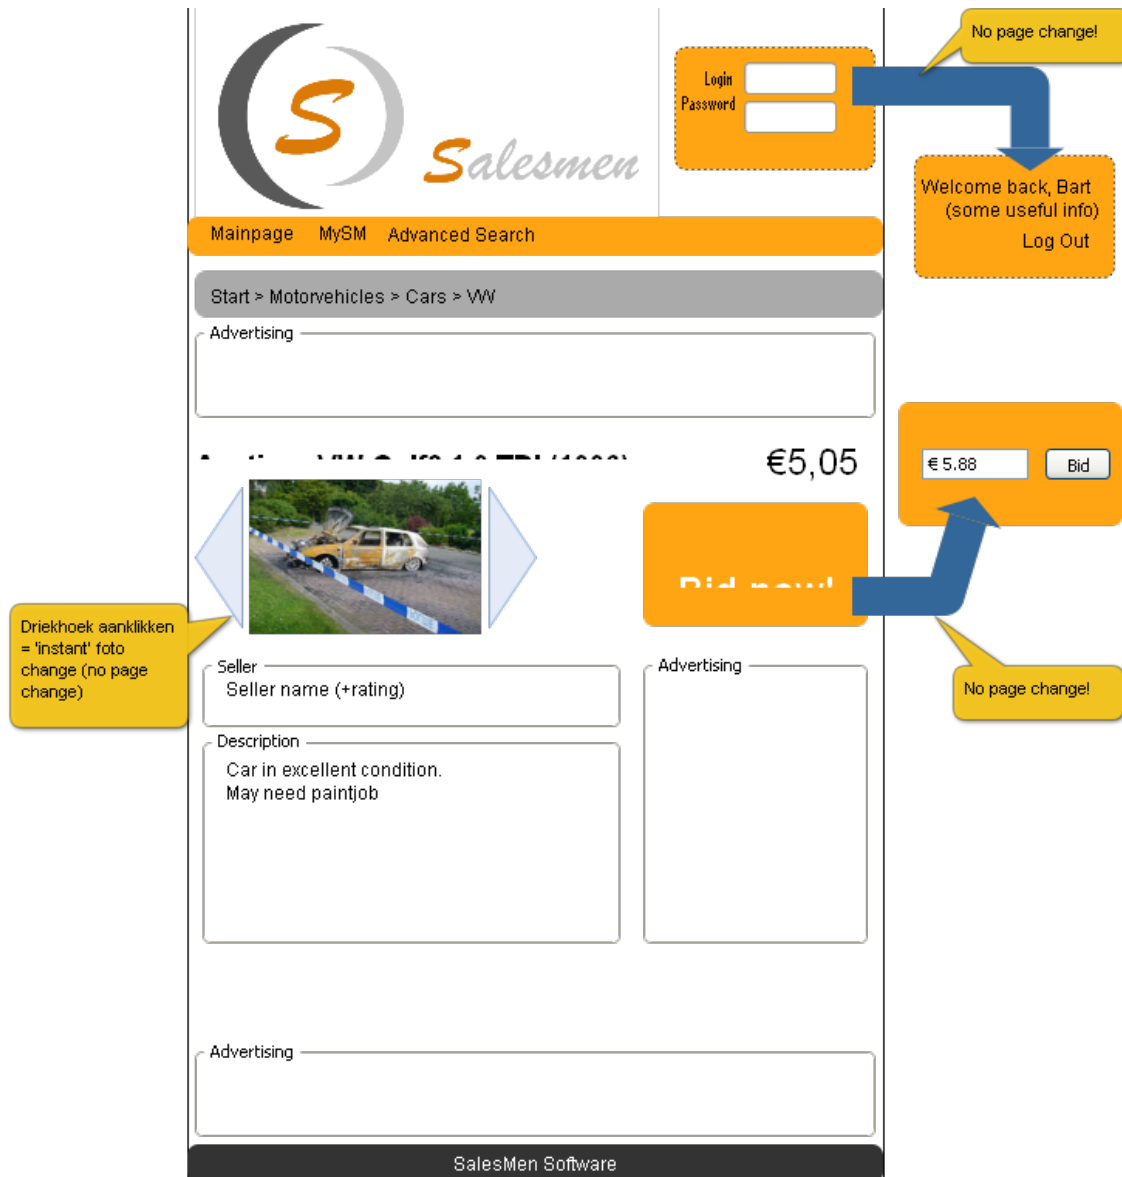 No page change!
Login
Password
S
Salesmen
Welcome back, Bart
(some useful info)
Log Out
Mainpage MySM Advanced Search
Start > Motorvehicles > Cars > VW
Advertising
€5,05
€ 5.88 Bid
Bid now!
Driekhoek aanklikken
= 'instant' foto
change (no page
change)
Seller
Seller name (+rating)
Advertising
No page change!
Description
Car in excellent condition.
May need paintjob
Advertising
SalesMen Software